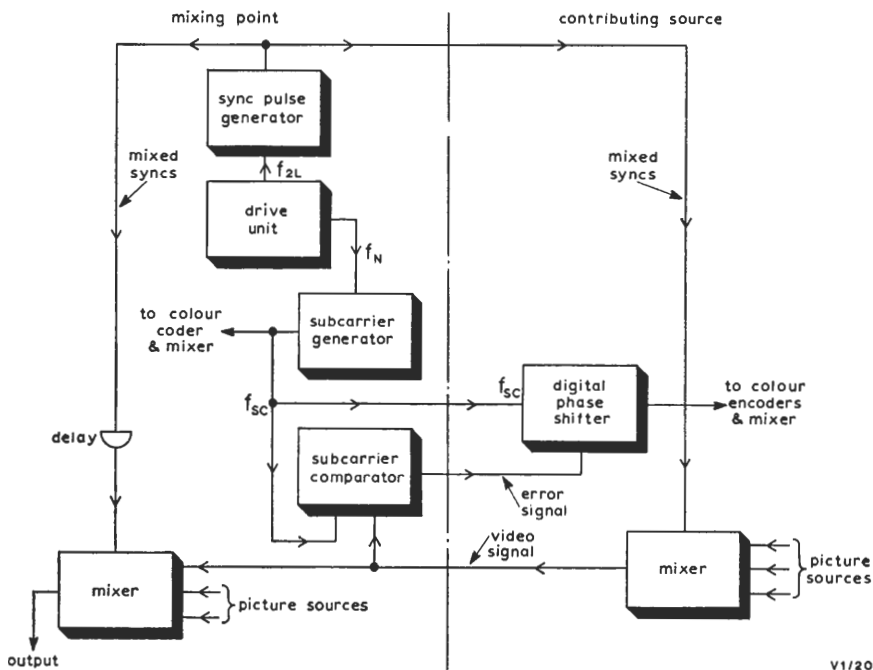 mixing point
contributing source
sync pulse
generator
mixed
syncs
f2L
mixed
syncs
drive
unit
fN
to colour
coder
& mixer
subcarrier
generator
fSC
fSC
digital
phase
shifter
to colour
encoders
& mixer
delay
subcarrier
comparator
error
signal
video
signal
mixer
picture sources
mixer
picture
sources
output
V1/20